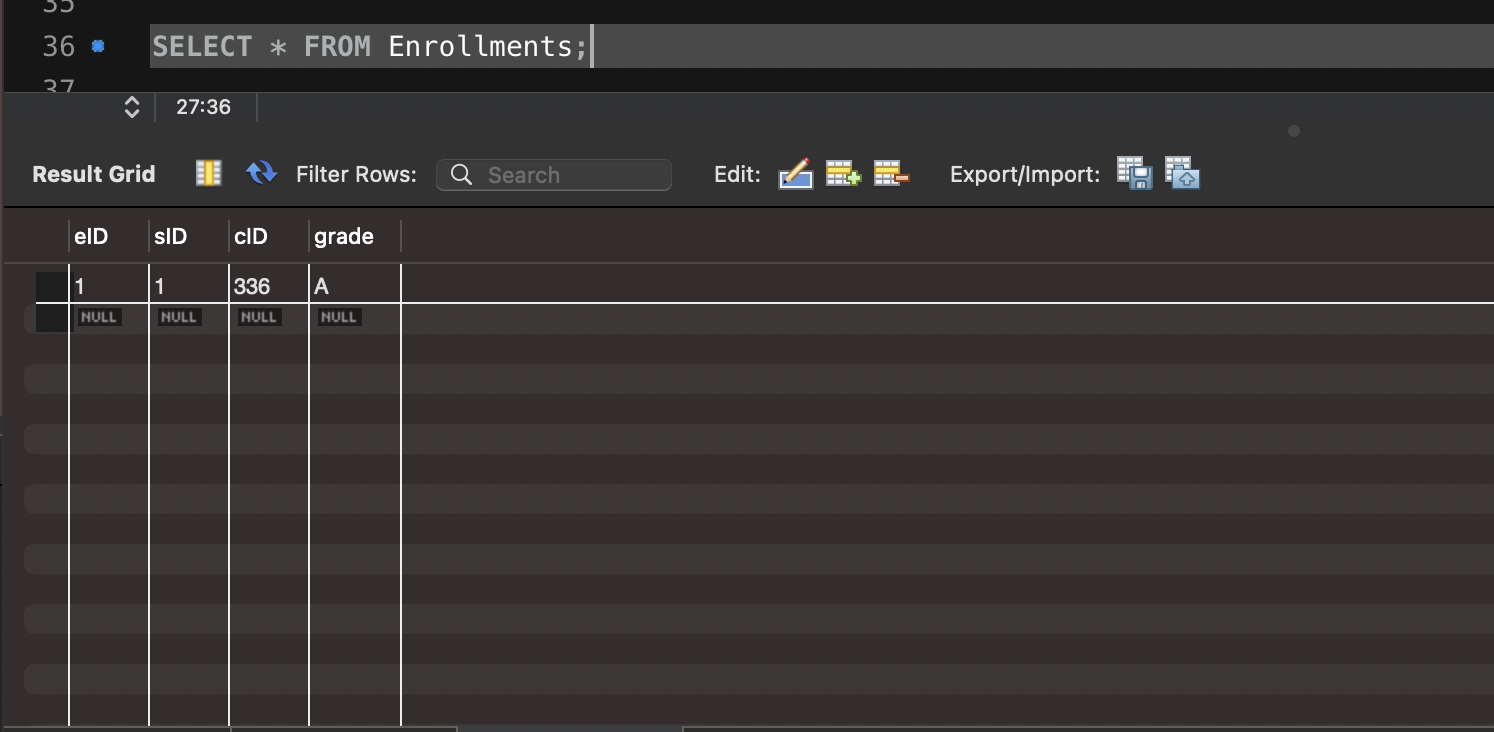 35
36 SELECT * FROM Enrollments;
37
27:36
Result Grid Filter Rows: Search Edit: Export/Import:
eID sID cID grade
1 1 336 A
NULL NULL NULL NULL